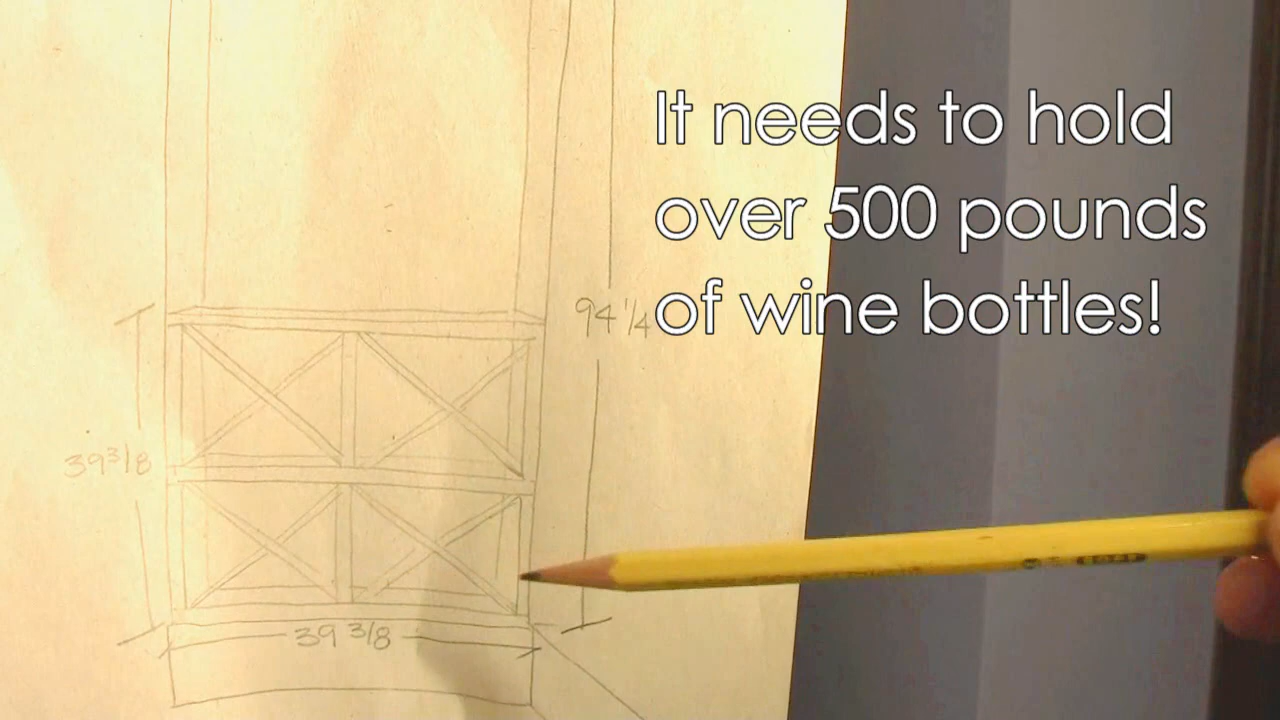 It needs to hold
over 500 pounds
of wine bottles!
94 1/4
39 3/8
39 3/8